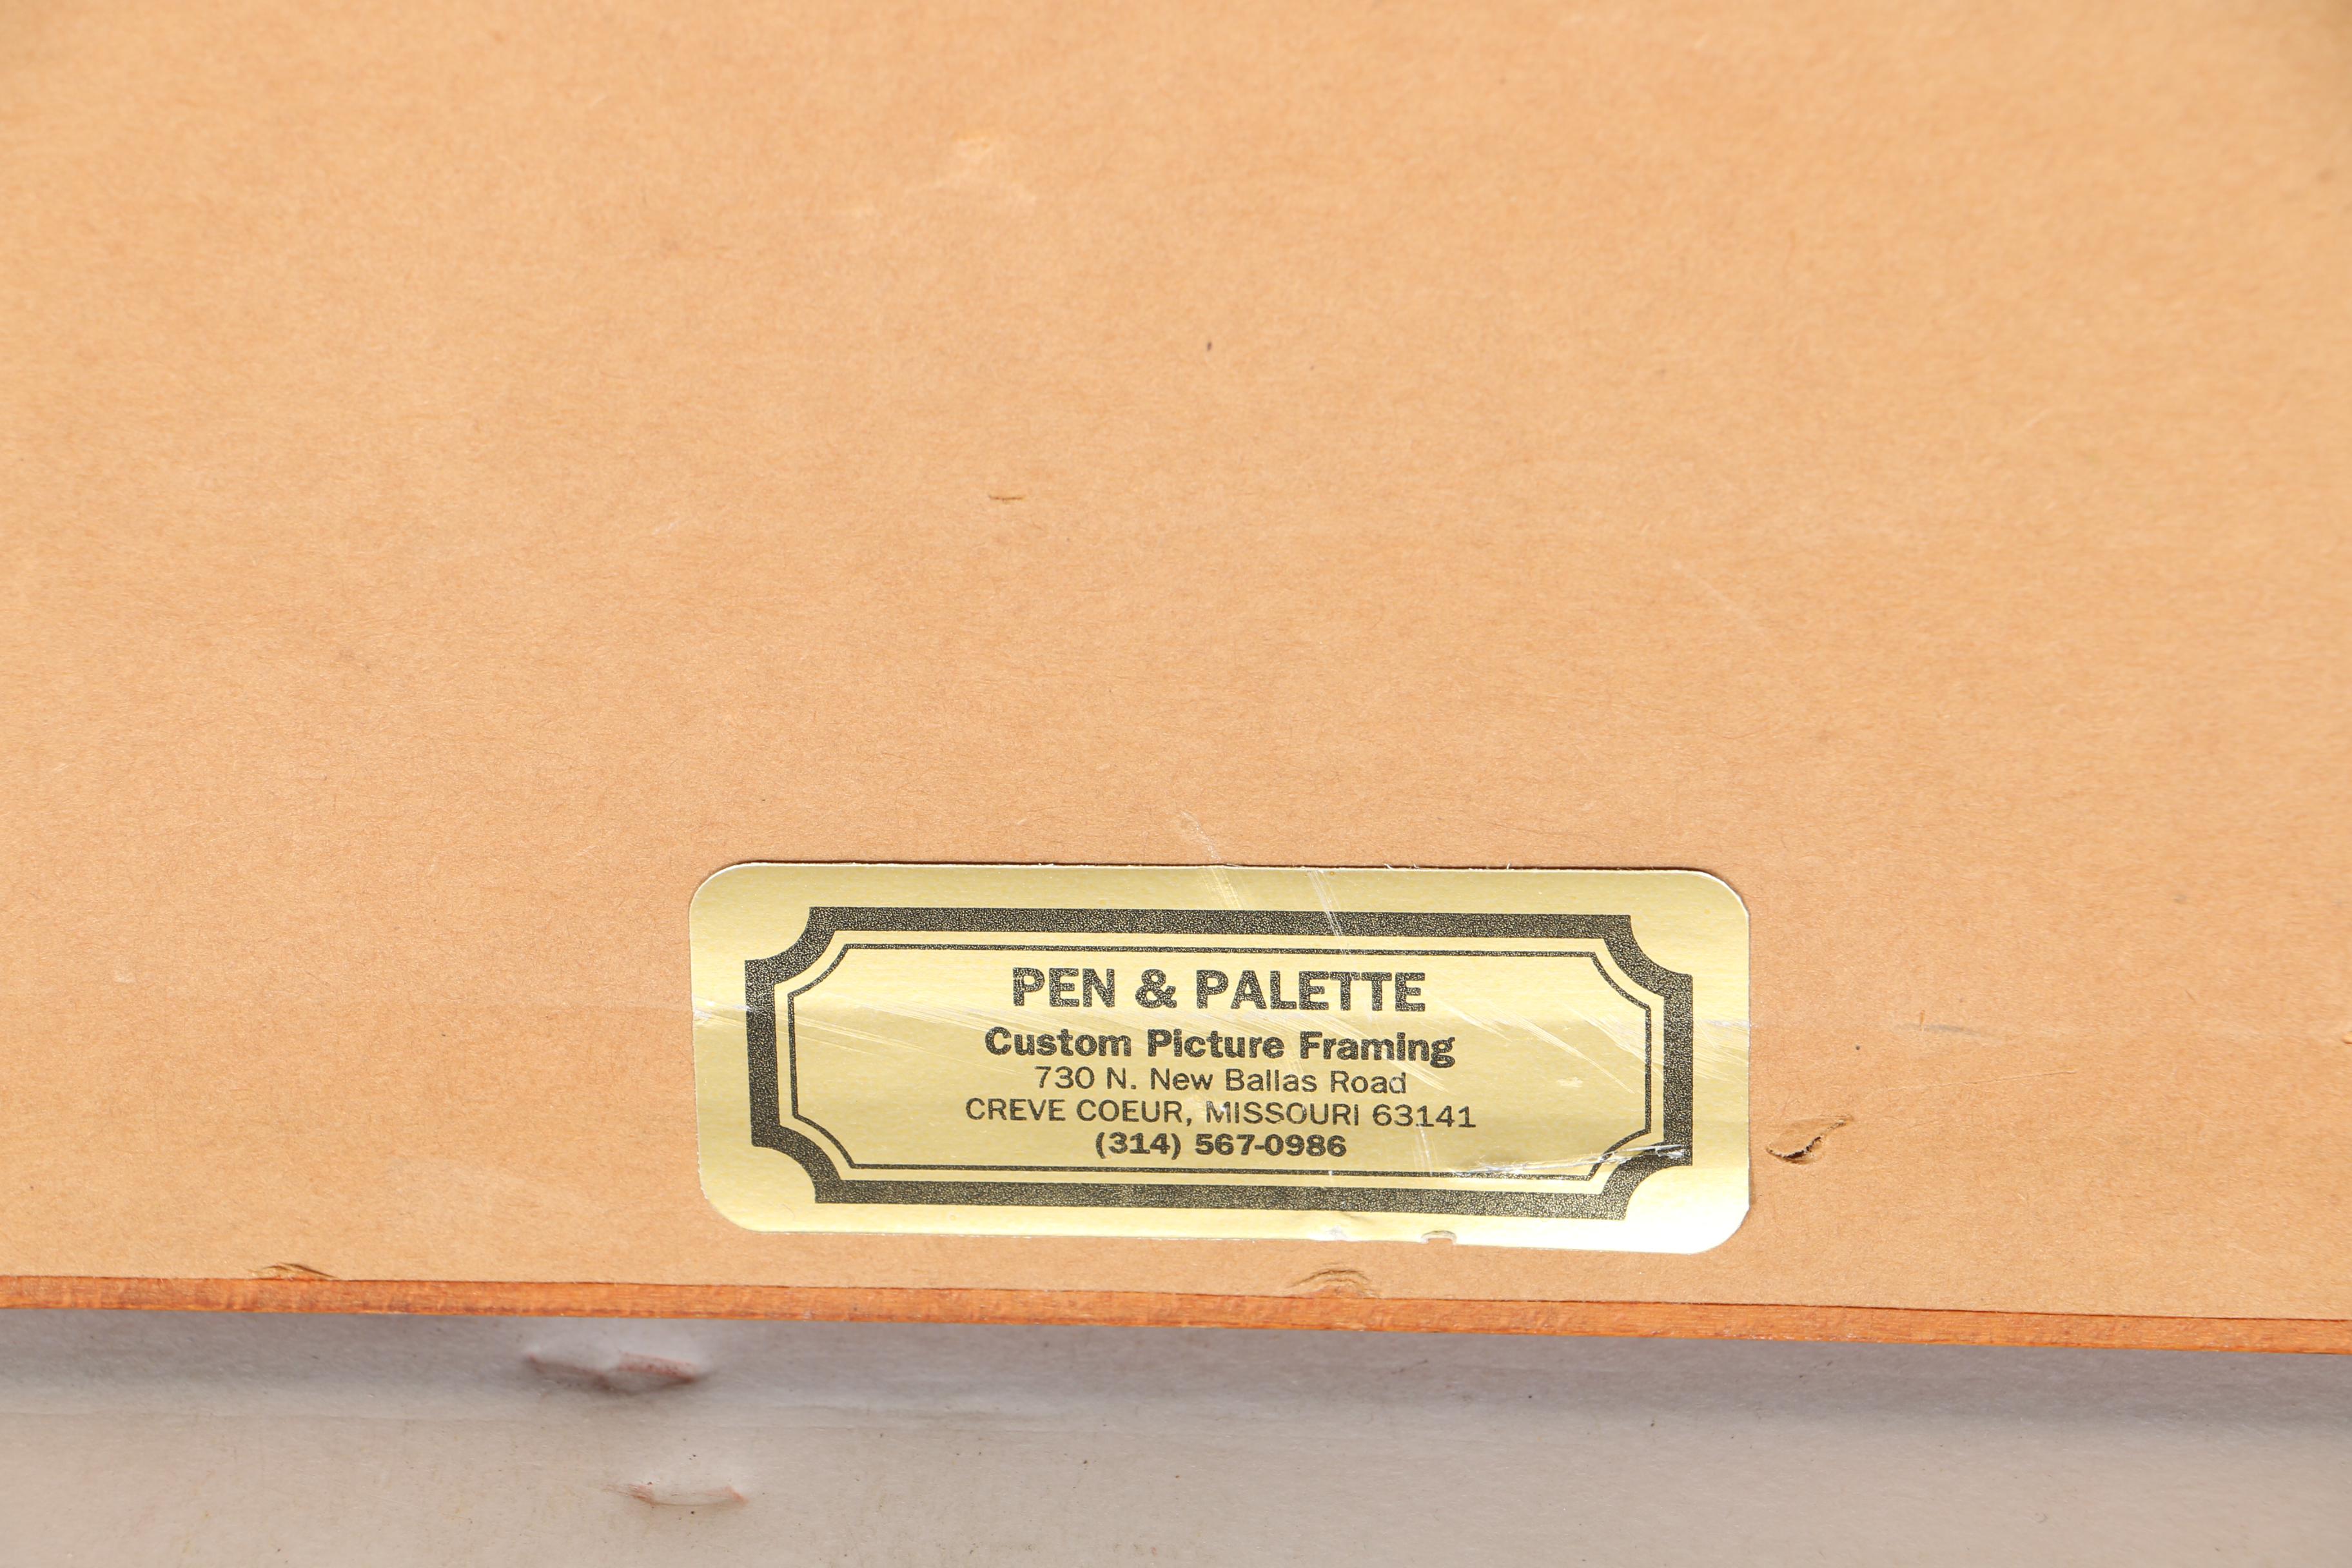 PEN & PALETTE
Custom Picture Framing
730 N. New Ballas Road
CREVE COEUR, MISSOURI 63141
(314) 567-0986